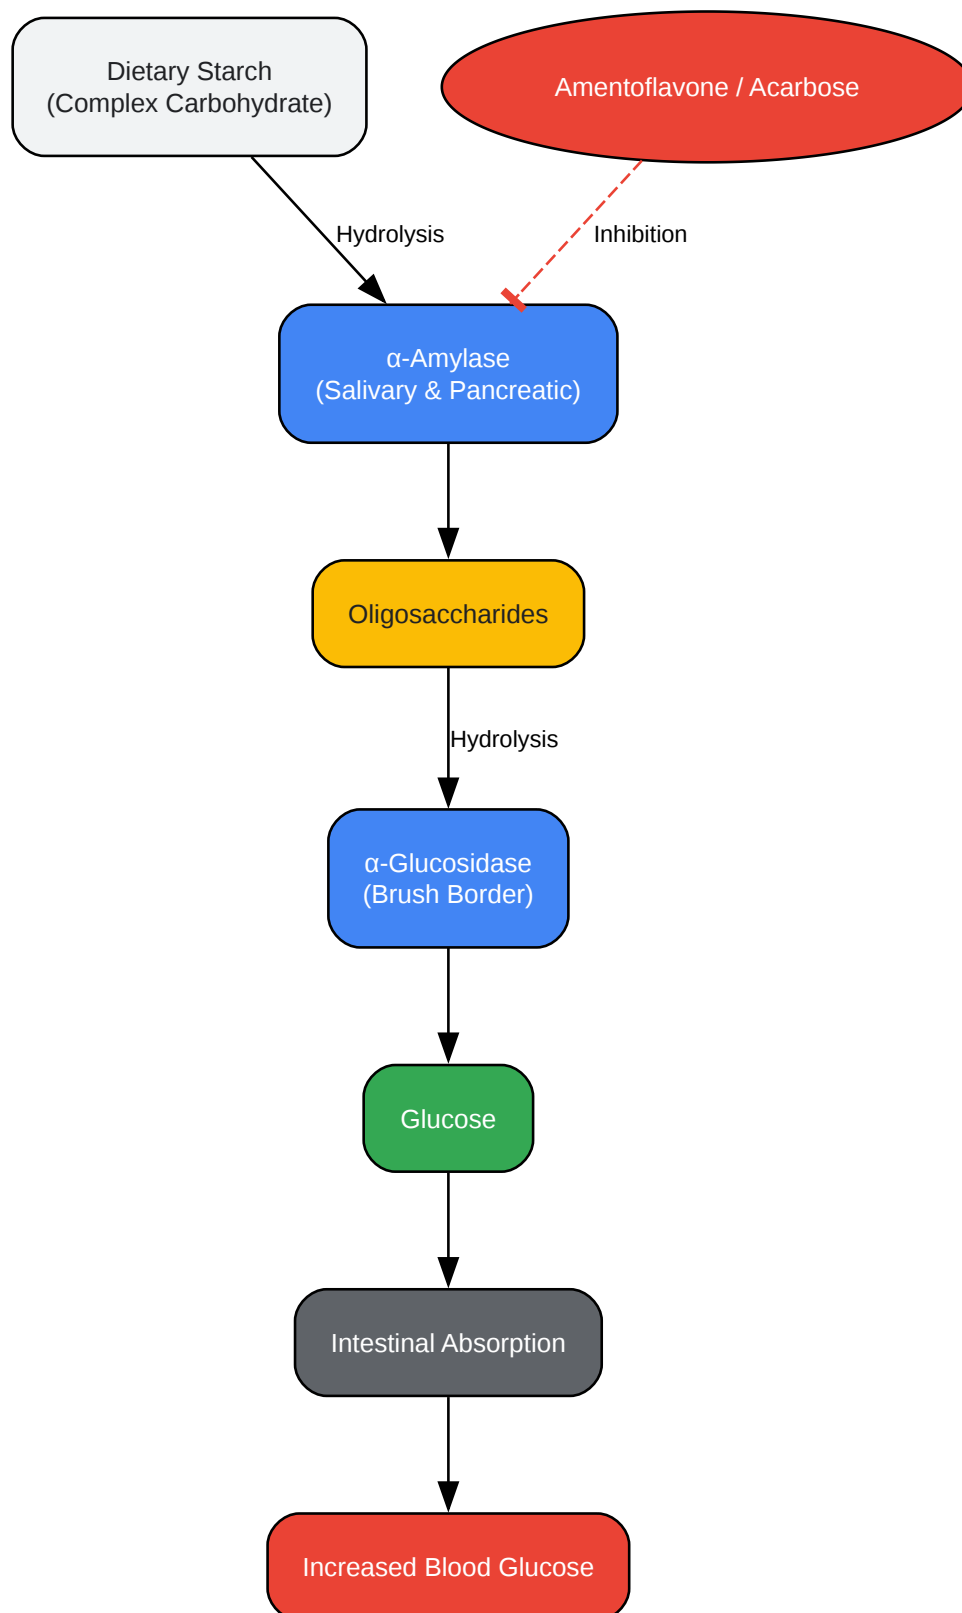 Dietary Starch
(Complex Carbohydrate)
Amentoflavone / Acarbose
Hydrolysis
Inhibition
α-Amylase
(Salivary & Pancreatic)
Oligosaccharides
Hydrolysis
α-Glucosidase
(Brush Border)
Glucose
Intestinal Absorption
Increased Blood Glucose